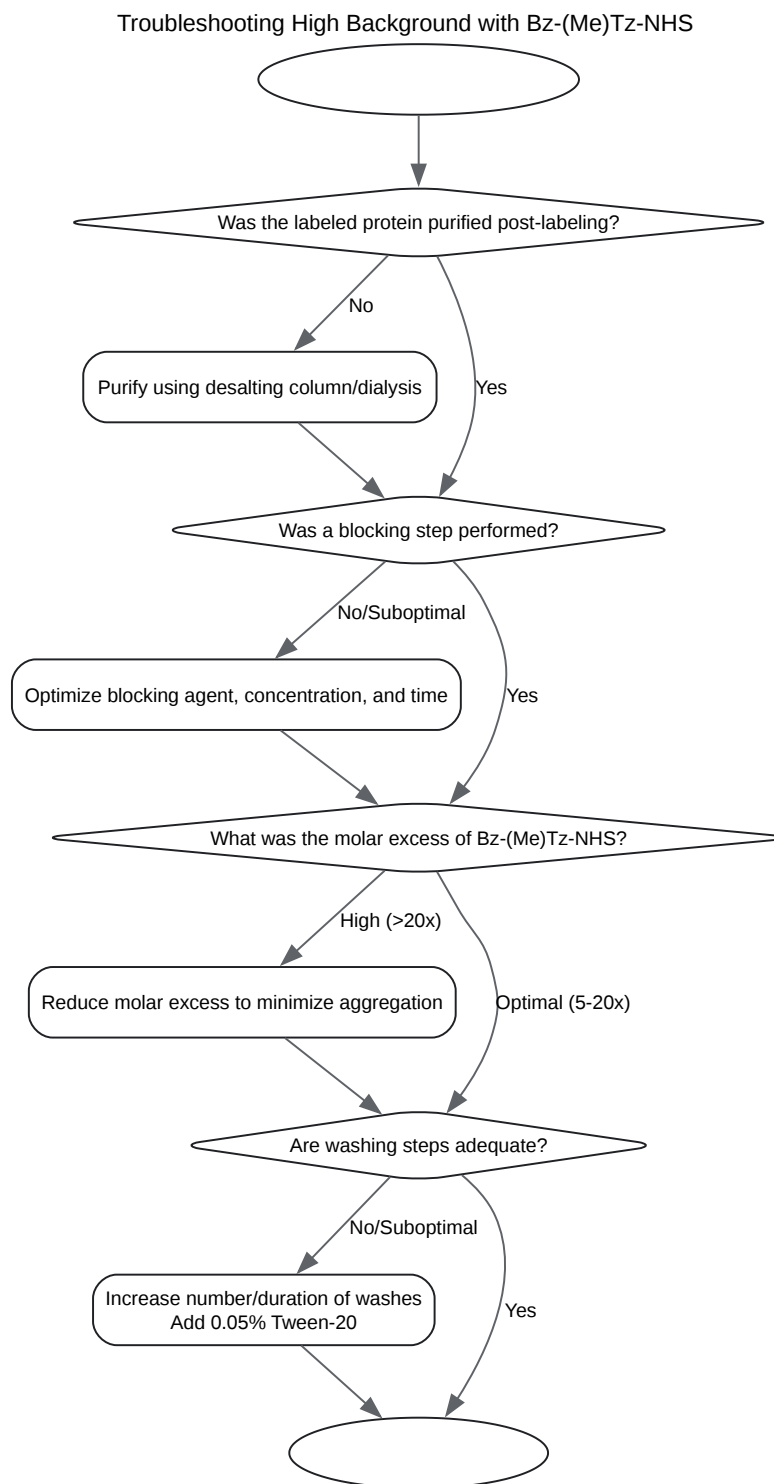 Troubleshooting High Background with Bz-(Me)Tz-NHS
Was the labeled protein purified post-labeling?
No
Purify using desalting column/dialysis
Yes
Was a blocking step performed?
No/Suboptimal
Optimize blocking agent, concentration, and time
Yes
What was the molar excess of Bz-(Me)Tz-NHS?
High (>20x)
Reduce molar excess to minimize aggregation
Optimal (5-20x)
Are washing steps adequate?
No/Suboptimal
Increase number/duration of washes
Add 0.05% Tween-20
Yes